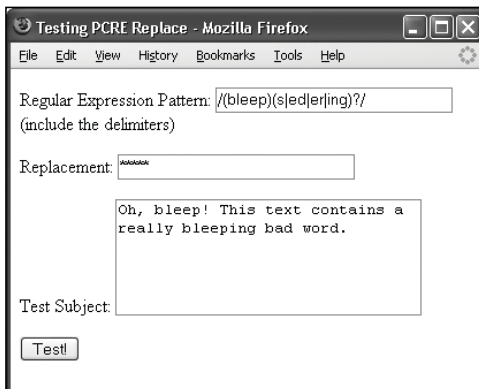 Testing PCRE Replace - Mozilla Firefox
File Edit View History Bookmarks Tools Help
Regular Expression Pattern: /(bleep)(s|ed|er|ing)?/
(include the delimiters)
Replacement: *****
Oh, bleep! This text contains a
really bleeping bad word.
Test Subject:
Test!